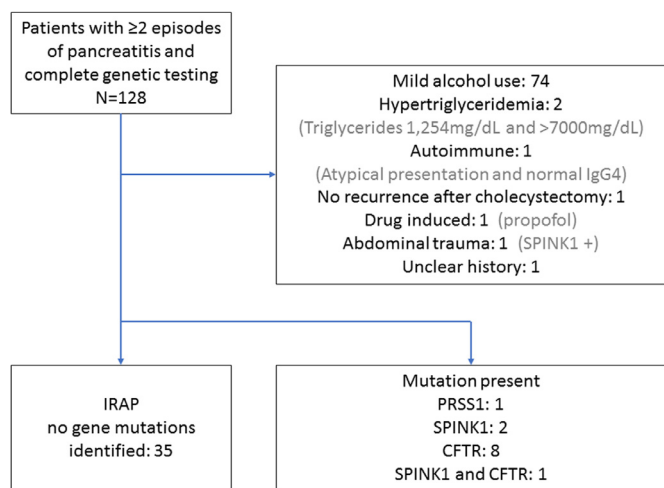 Patients with ≥2 episodes
of pancreatitis and
complete genetic testing
N=128
Mild alcohol use: 74
Hypertriglyceridemia: 2
(Triglycerides 1,254mg/dL and >7000mg/dL)
Autoimmune: 1
(Atypical presentation and normal IgG4)
No recurrence after cholecystectomy: 1
Drug induced: 1 (propofol)
Abdominal trauma: 1 (SPINK1 +)
Unclear history: 1
IRAP
no gene mutations
identified: 35
Mutation present
PRSS1: 1
SPINK1: 2
CFTR: 8
SPINK1 and CFTR: 1